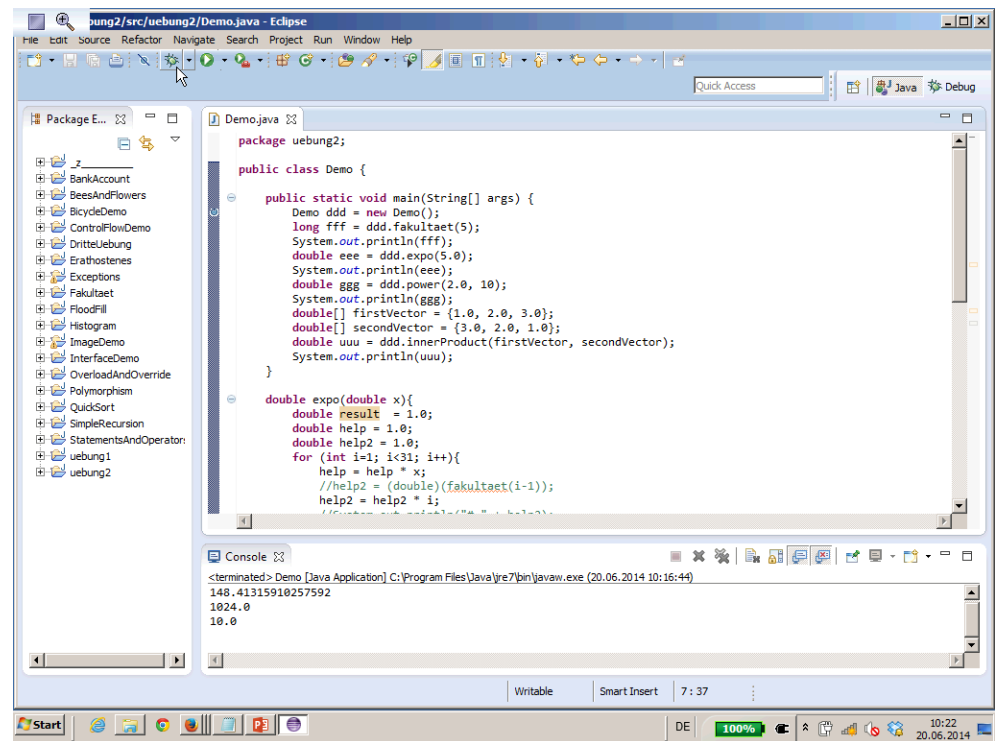 bung2/src/uebung2/Demo.java - Eclipse
File Edit Source Refactor Navigate Search Project Run Window Help
Quick Access
Java
Debug
Package E...
_z_________
BankAccount
BeesAndFlowers
BicycleDemo
ControlFlowDemo
DritteUebung
Erathostenes
Exceptions
Fakultaet
FloodFill
Histogram
ImageDemo
InterfaceDemo
OverloadAndOverride
Polymorphism
QuickSort
SimpleRecursion
StatementsAndOperators
uebung1
uebung2
Demo.java
package uebung2;
public class Demo {
public static void main(String[] args) {
Demo ddd = new Demo();
long fff = ddd.fakultaet(5);
System.out.println(fff);
double eee = ddd.expo(5.0);
System.out.println(eee);
double ggg = ddd.power(2.0, 10);
System.out.println(ggg);
double[] firstVector = {1.0, 2.0, 3.0};
double[] secondVector = {3.0, 2.0, 1.0};
double uuu = ddd.innerProduct(firstVector, secondVector);
System.out.println(uuu);
}
double expo(double x){
double result  = 1.0;
double help = 1.0;
double help2 = 1.0;
for (int i=1; i<31; i++){
help = help * x;
//help2 = (double)(fakultaet(i-1));
help2 = help2 * i;
//System.out.println("# " + help2);
Console
<terminated> Demo [Java Application] C:\Program Files\Java\jre7\bin\javaw.exe (20.06.2014 10:16:44)
148.41315910257592
1024.0
10.0
Writable
Smart Insert
7 : 37
Start
DE
100%
10:22
20.06.2014